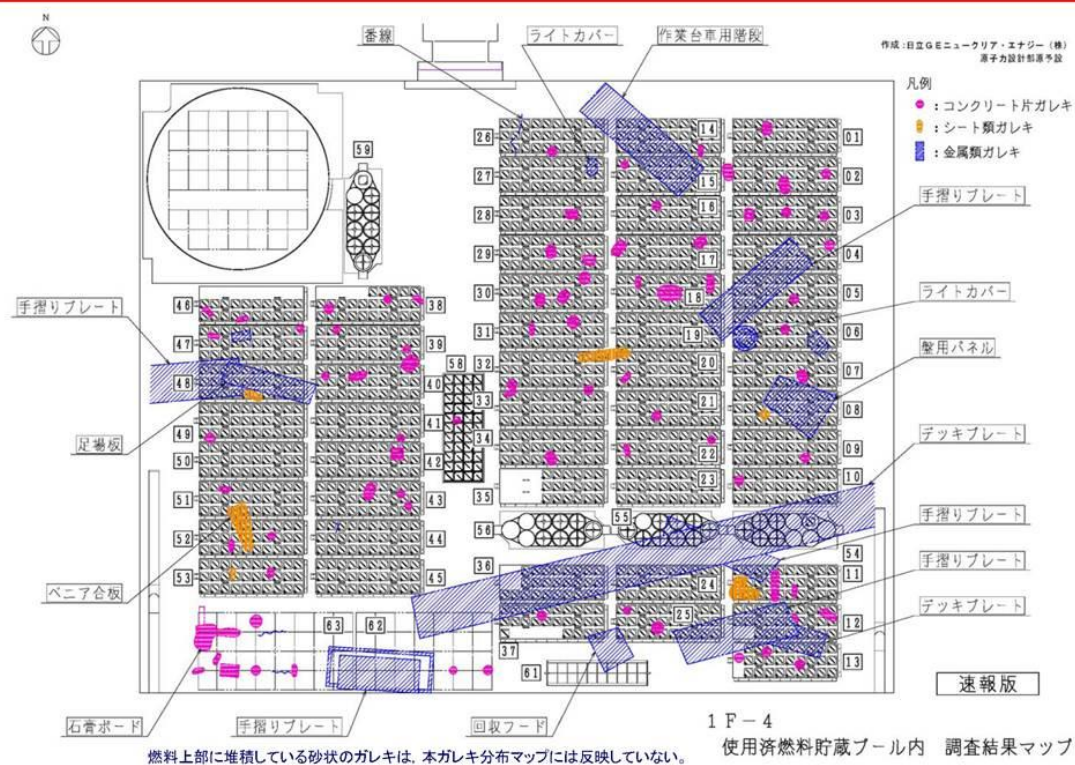 N
番線
ライトカバー
作業台車用階段
作成:日立GEニュークリア・エナジー(株)
原子力設計部原予設
凡例
:コンクリート片ガレキ
:シート類ガレキ
:金属類ガレキ
59
26
14
01
27
15
02
28
16
03
手摺りプレート
29
17
04
30
18
05
ライトカバー
46
38
手摺りプレート
31
19
06
47
39
盤用パネル
32
20
07
48
58
40
33
21
08
足場板
49
41
34
22
09
デッキプレート
50
42
35
23
10
51
43
手摺りプレート
56
55
54
52
44
36
24
11
手摺りプレート
ベニア合板
53
45
25
12
デッキプレート
63
62
37
61
13
速報版
石膏ボード
手摺りプレート
回収フード
1F-4
使用済燃料貯蔵プール内 調査結果マップ
燃料上部に堆積している砂状のガレキは、本ガレキ分布マップには反映していない。